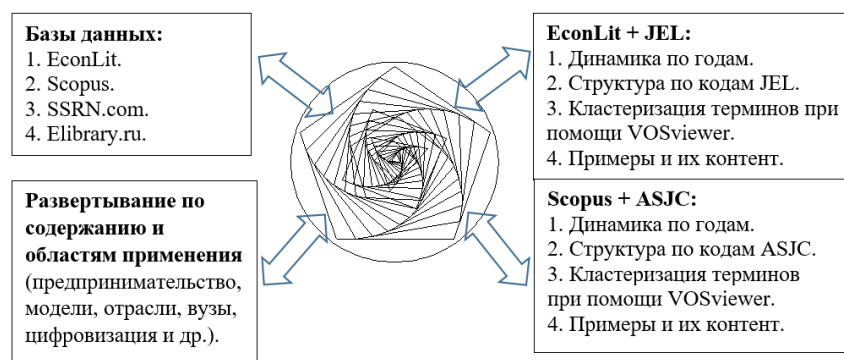 Базы данных:
1. EconLit.
2. Scopus.
3. SSRN.com.
4. Elibrary.ru.
EconLit + JEL:
1. Динамика по годам.
2. Структура по кодам JEL.
3. Кластеризация терминов при
помощи VOSviewer.
4. Примеры и их контент.
Развертывание по
содержанию и
областям применения
(предпринимательство,
модели, отрасли, вузы,
цифровизация и др.).
Scopus + ASJC:
1. Динамика по годам.
2. Структура по кодам ASJC.
3. Кластеризация терминов
при помощи VOSviewer.
4. Примеры и их контент.